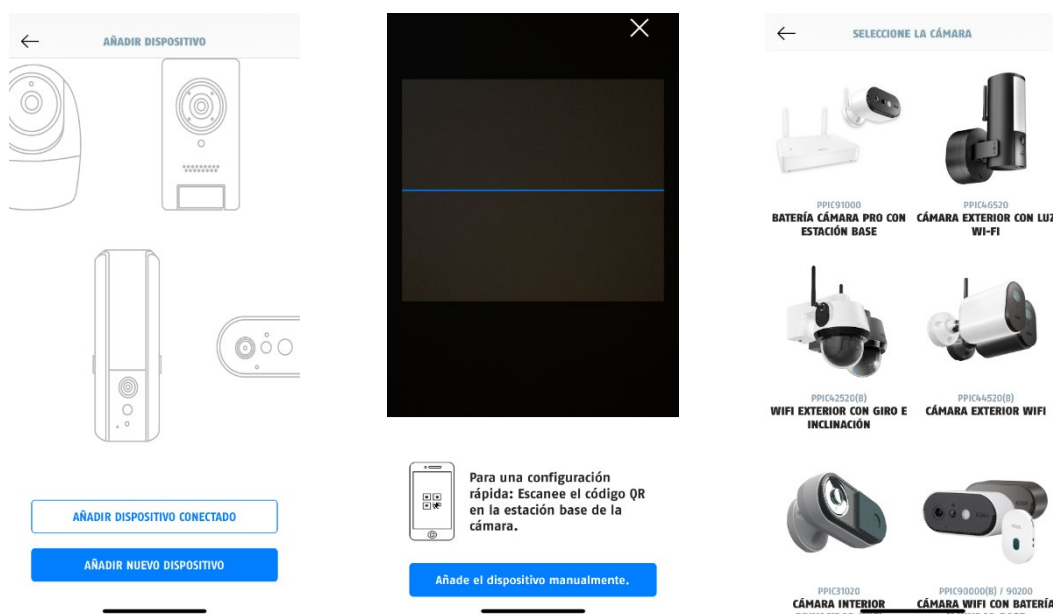 AÑADIR DISPOSITIVO
AÑADIR DISPOSITIVO CONECTADO
AÑADIR NUEVO DISPOSITIVO
Para una configuración
rápida: Escanee el código QR
en la estación base de la
cámara.
Añade el dispositivo manualmente.
SELECCIONE LA CÁMARA
PPIC91000
BATERÍA CÁMARA PRO CON
ESTACIÓN BASE
PPIC46520
CÁMARA EXTERIOR CON LUZ
WI-FI
PPIC42520(B)
WIFI EXTERIOR CON GIRO E
INCLINACIÓN
PPIC44520(B)
CÁMARA EXTERIOR WIFI
PPIC31020
CÁMARA INTERIOR
PPIC90000(B) / 90200
CÁMARA WIFI CON BATERÍA